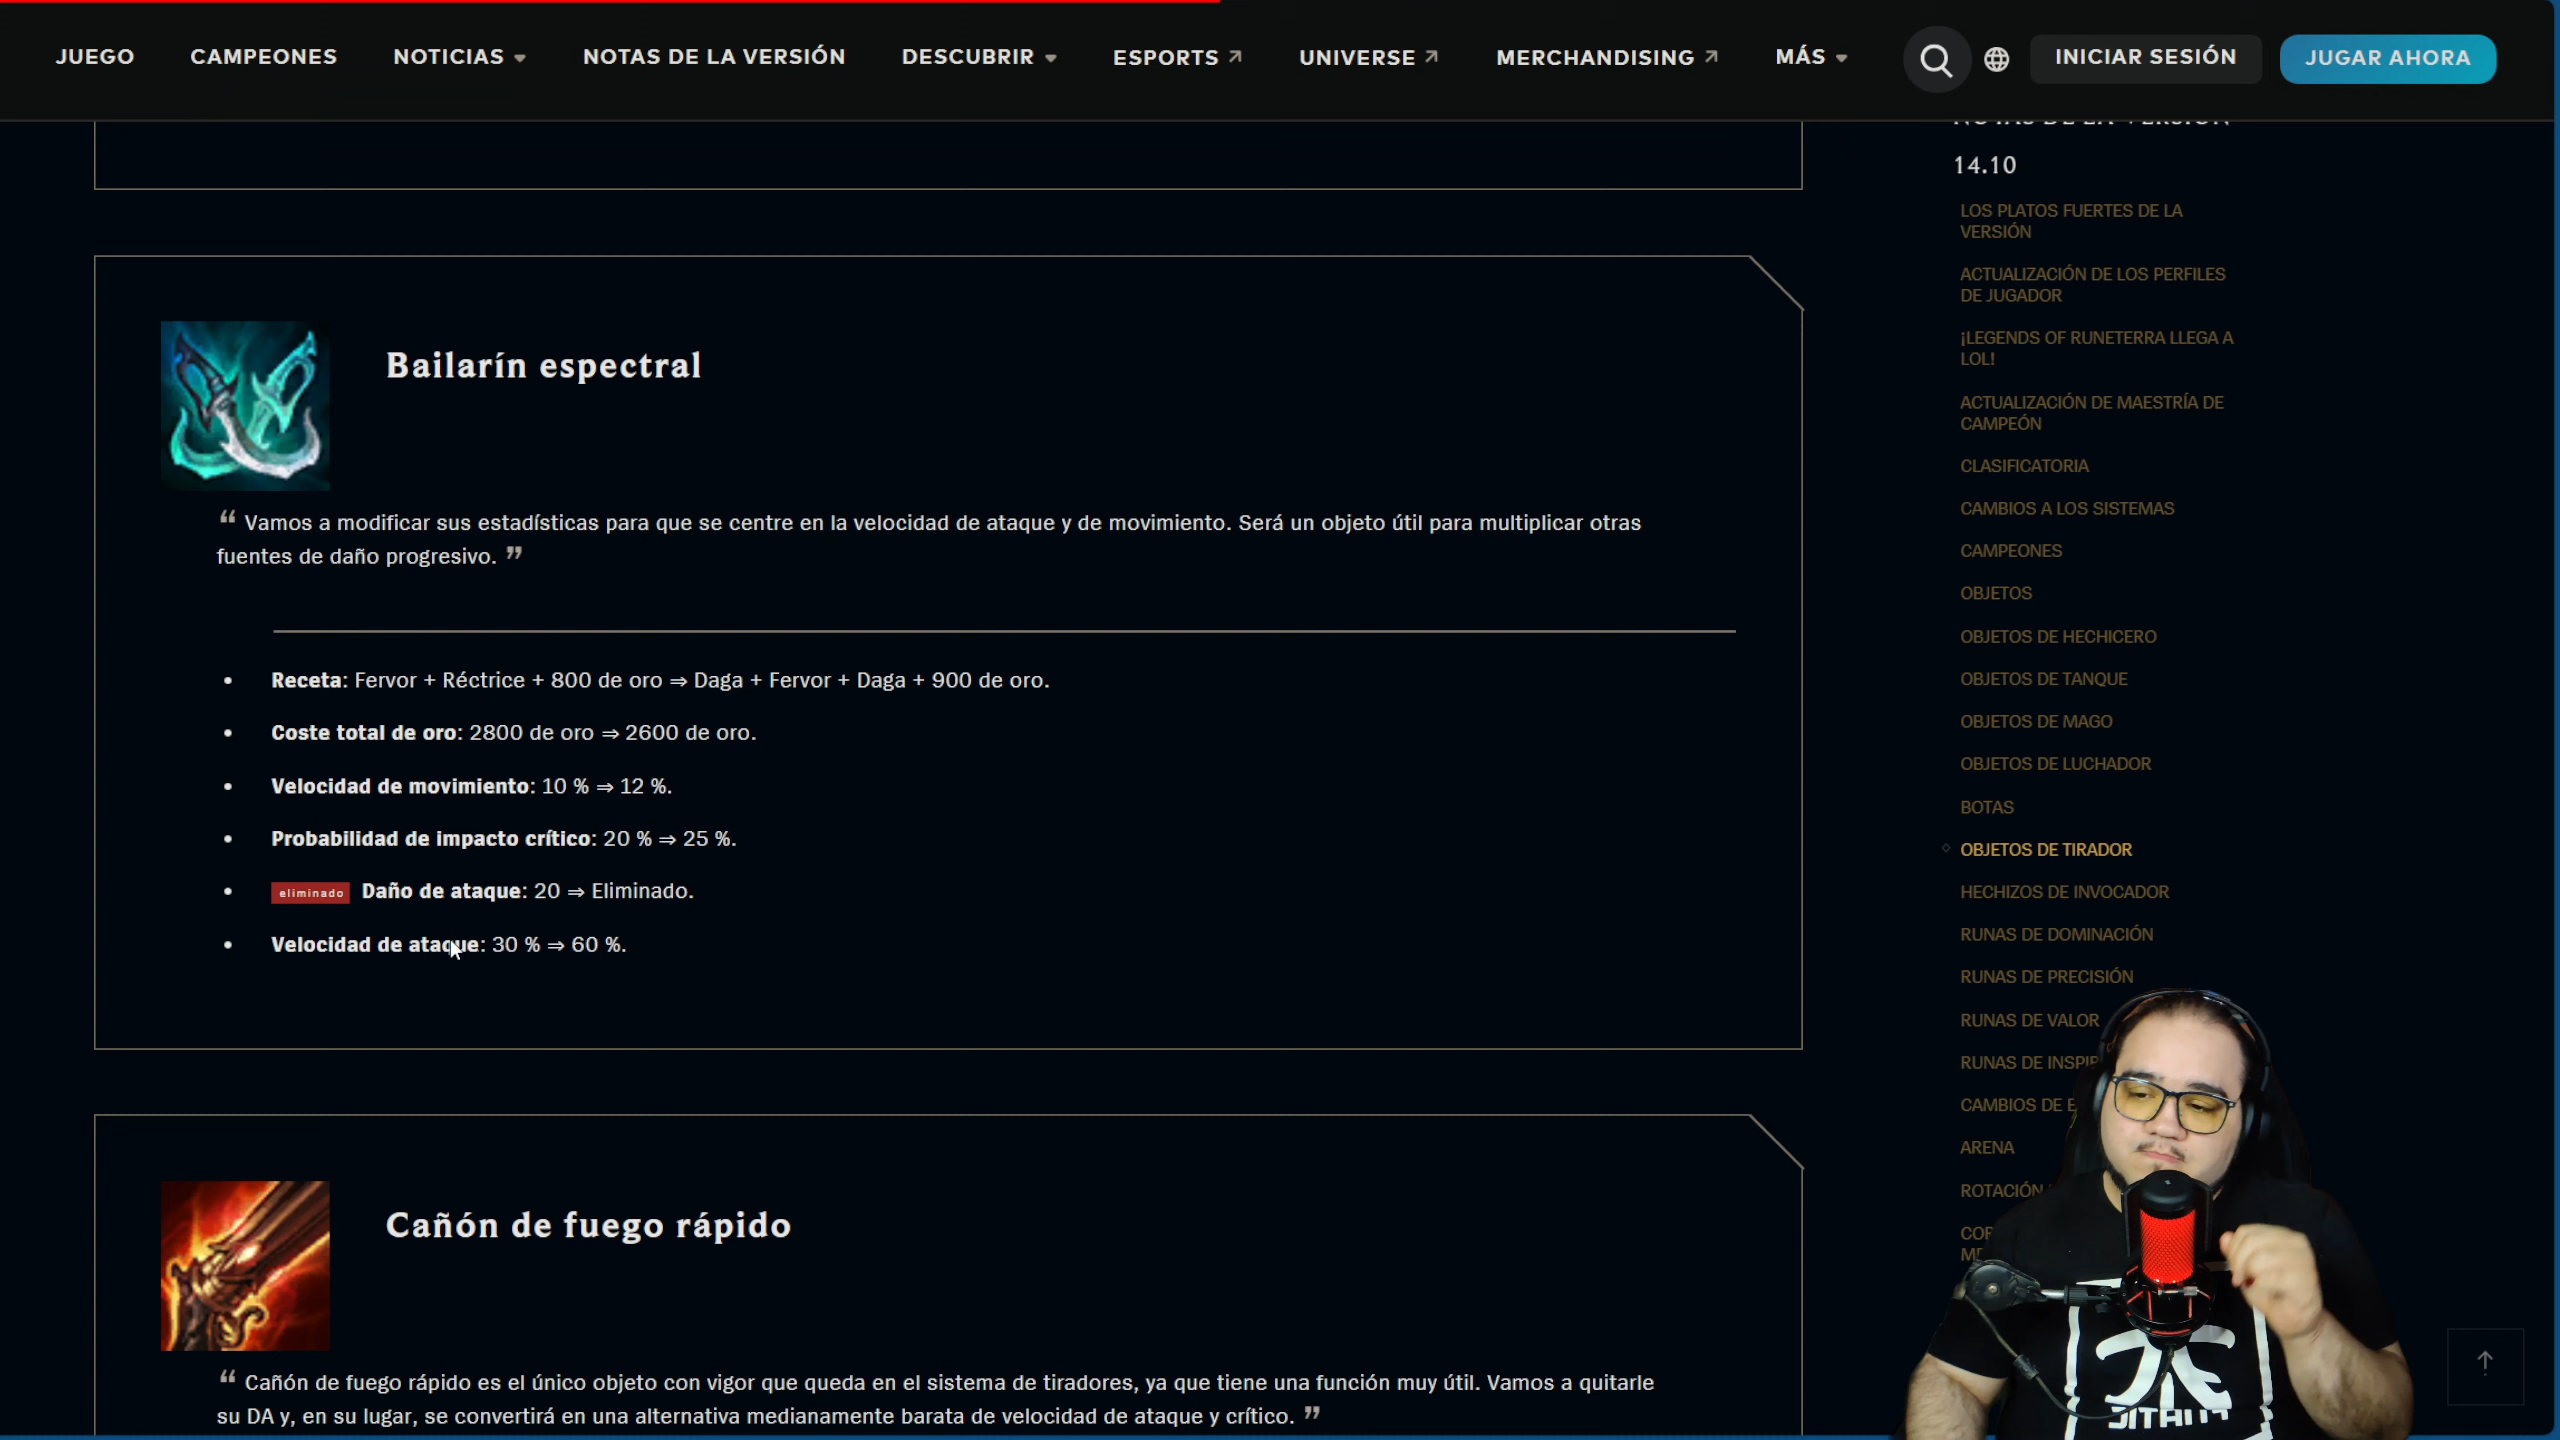 JUEGO CAMPEONES NOTICIAS NOTAS DE LA VERSIÓN DESCUBRIR ESPORTS UNIVERSE MERCHANDISING MÁS INICIAR SESIÓN JUGAR AHORA
NOTAS DE LA VERSIÓN
14.10
LOS PLATOS FUERTES DE LA
VERSIÓN
ACTUALIZACIÓN DE LOS PERFILES
DE JUGADOR
¡LEGENDS OF RUNETERRA LLEGA A
LOL!
ACTUALIZACIÓN DE MAESTRÍA DE
CAMPEÓN
CLASIFICATORIA
CAMBIOS A LOS SISTEMAS
CAMPEONES
OBJETOS
OBJETOS DE HECHICERO
OBJETOS DE TANQUE
OBJETOS DE MAGO
OBJETOS DE LUCHADOR
BOTAS
OBJETOS DE TIRADOR
HECHIZOS DE INVOCADOR
RUNAS DE DOMINACIÓN
RUNAS DE PRECISIÓN
RUNAS DE VALOR
RUNAS DE INSPI
CAMBIOS DE E
ARENA
ROTACIÓN
Bailarín espectral
“ Vamos a modificar sus estadísticas para que se centre en la velocidad de ataque y de movimiento. Será un objeto útil para multiplicar otras
fuentes de daño progresivo. ”
• Receta: Fervor + Réctrice + 800 de oro ⇒ Daga + Fervor + Daga + 900 de oro.
• Coste total de oro: 2800 de oro ⇒ 2600 de oro.
• Velocidad de movimiento: 10 % ⇒ 12 %.
• Probabilidad de impacto crítico: 20 % ⇒ 25 %.
• eliminado Daño de ataque: 20 ⇒ Eliminado.
• Velocidad de ataque: 30 % ⇒ 60 %.
Cañón de fuego rápido
“ Cañón de fuego rápido es el único objeto con vigor que queda en el sistema de tiradores, ya que tiene una función muy útil. Vamos a quitarle
su DA y, en su lugar, se convertirá en una alternativa medianamente barata de velocidad de ataque y crítico. ”